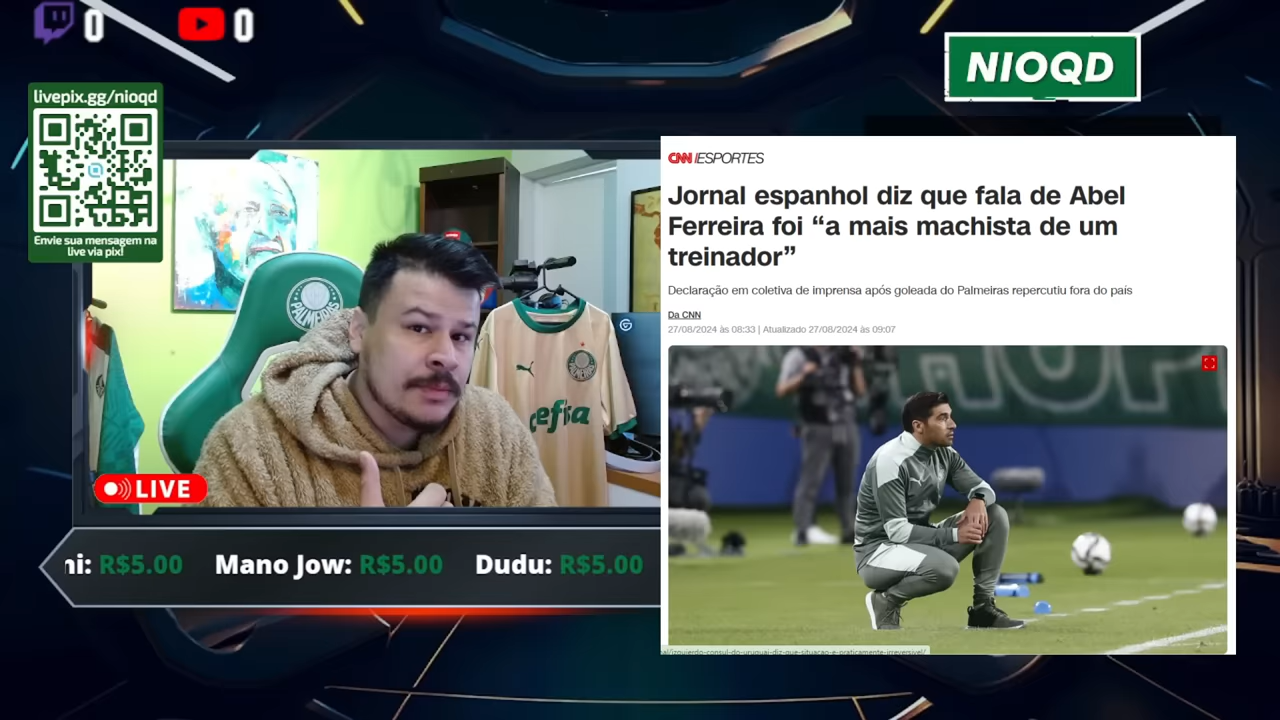 0
0
NIOQD
livepix.gg/nioqd
Envie sua mensagem na
live via pix!
PALMEIRAS
CNN ESPORTES
Jornal espanhol diz que fala de Abel
Ferreira foi “a mais machista de um
treinador”
Declaração em coletiva de imprensa após goleada do Palmeiras repercutiu fora do país
Da CNN
27/08/2024 às 08:33 | Atualizado 27/08/2024 às 09:07
LIVE
ni: R$5.00 Mano Jow: R$5.00 Dudu: R$5.00